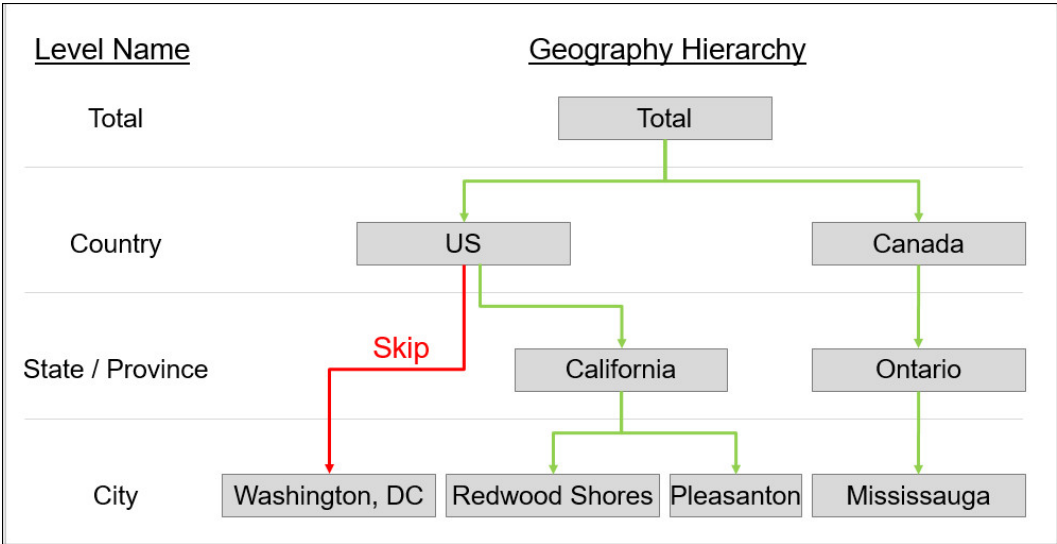 Level Name
Geography Hierarchy
Total
Total
Country
US
Canada
Skip
State / Province
California
Ontario
City
Washington, DC
Redwood Shores
Pleasanton
Mississauga